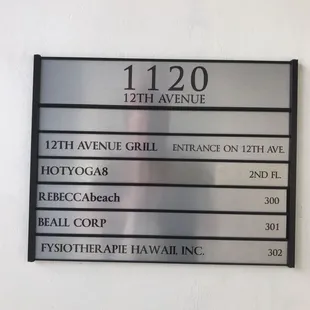 1120
12TH AVENUE
12TH AVENUE GRILL ENTRANCE ON 12TH AVE.
HOTYOGA8 2ND FL.
REBECCAbeach 300
BEALL CORP 301
FYSIOTHERAPIE HAWAII, INC. 302